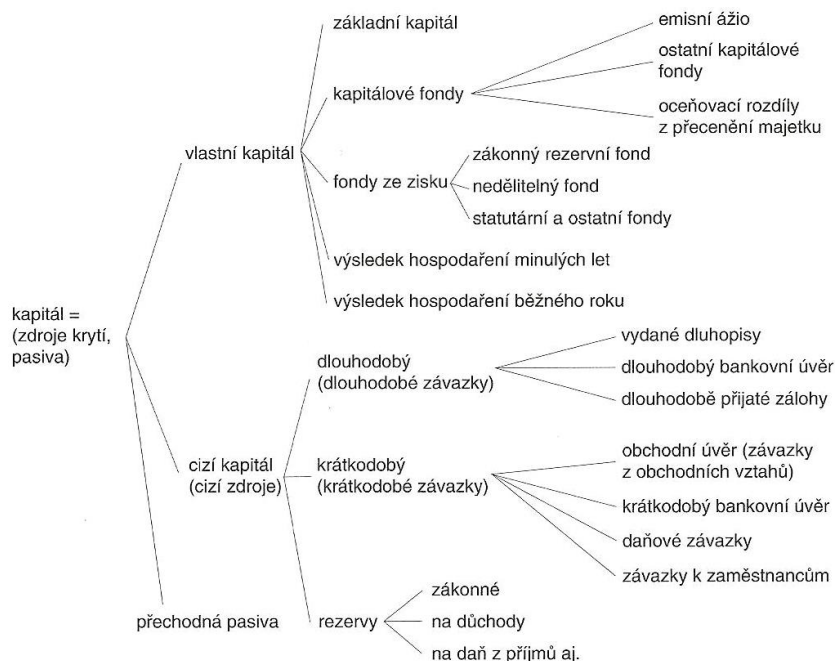 základní kapitál
emisní ážio
ostatní kapitálové
fondy
kapitálové fondy
oceňovací rozdíly
z přecenění majetku
vlastní kapitál
zákonný rezervní fond
fondy ze zisku
nedělitelný fond
statutární a ostatní fondy
výsledek hospodaření minulých let
výsledek hospodaření běžného roku
kapitál =
(zdroje krytí,
pasiva)
vydané dluhopisy
dlouhodobý
(dlouhodobé závazky)
dlouhodobý bankovní úvěr
dlouhodobě přijaté zálohy
cizí kapitál
(cizí zdroje)
krátkodobý
(krátkodobé závazky)
obchodní úvěr (závazky
z obchodních vztahů)
krátkodobý bankovní úvěr
daňové závazky
závazky k zaměstnancům
přechodná pasiva
rezervy
zákonné
na důchody
na daň z příjmů aj.